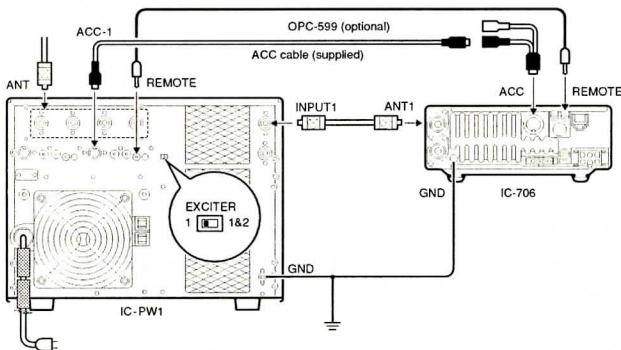 ACC-1
OPC-599 (optional)
ACC cable (supplied)
ANT
REMOTE
INPUT1
ANT1
ACC
REMOTE
EXCITER
1 1&2
GND
IC-706
GND
IC-PW1